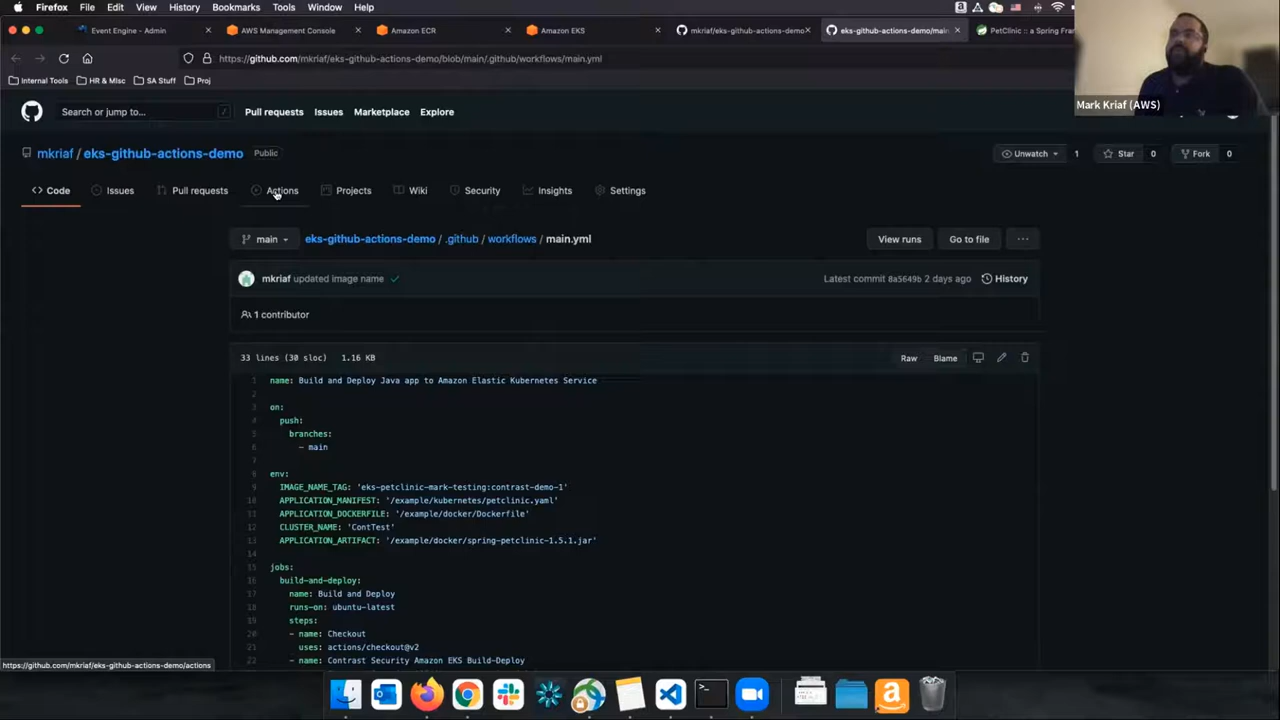 Firefox File Edit View History Bookmarks Tools Window Help
Event Engine - Admin
AWS Management Console
Amazon ECR
Amazon EKS
mkriaf/eks-github-actions-demo
eks-github-actions-demo/main
PetClinic :: a Spring Fram
https://github.com/mkriaf/eks-github-actions-demo/blob/main/.github/workflows/main.yml
Internal Tools HR & Misc SA Stuff Proj
Mark Kriaf (AWS)
Search or jump to... /
Pull requests Issues Marketplace Explore
mkriaf / eks-github-actions-demo Public
Unwatch 1 Star 0 Fork 0
Code Issues Pull requests Actions Projects Wiki Security Insights Settings
main
eks-github-actions-demo / .github / workflows / main.yml
View runs Go to file ...
mkriaf updated image name
Latest commit 8a5649b 2 days ago History
1 contributor
33 lines (30 sloc) 1.16 KB
Raw Blame
1 name: Build and Deploy Java app to Amazon Elastic Kubernetes Service
2
3 on:
4 push:
5 branches:
6 - main
7
8 env:
9 IMAGE_NAME_TAG: 'eks-petclinic-mark-testing:contrast-demo-1'
10 APPLICATION_MANIFEST: '/example/kubernetes/petclinic.yaml'
11 APPLICATION_DOCKERFILE: '/example/docker/Dockerfile'
12 CLUSTER_NAME: 'ContTest'
13 APPLICATION_ARTIFACT: '/example/docker/spring-petclinic-1.5.1.jar'
14
15 jobs:
16 build-and-deploy:
17 name: Build and Deploy
18 runs-on: ubuntu-latest
19 steps:
20 - name: Checkout
21 uses: actions/checkout@v2
22 - name: Contrast Security Amazon EKS Build-Deploy
https://github.com/mkriaf/eks-github-actions-demo/actions